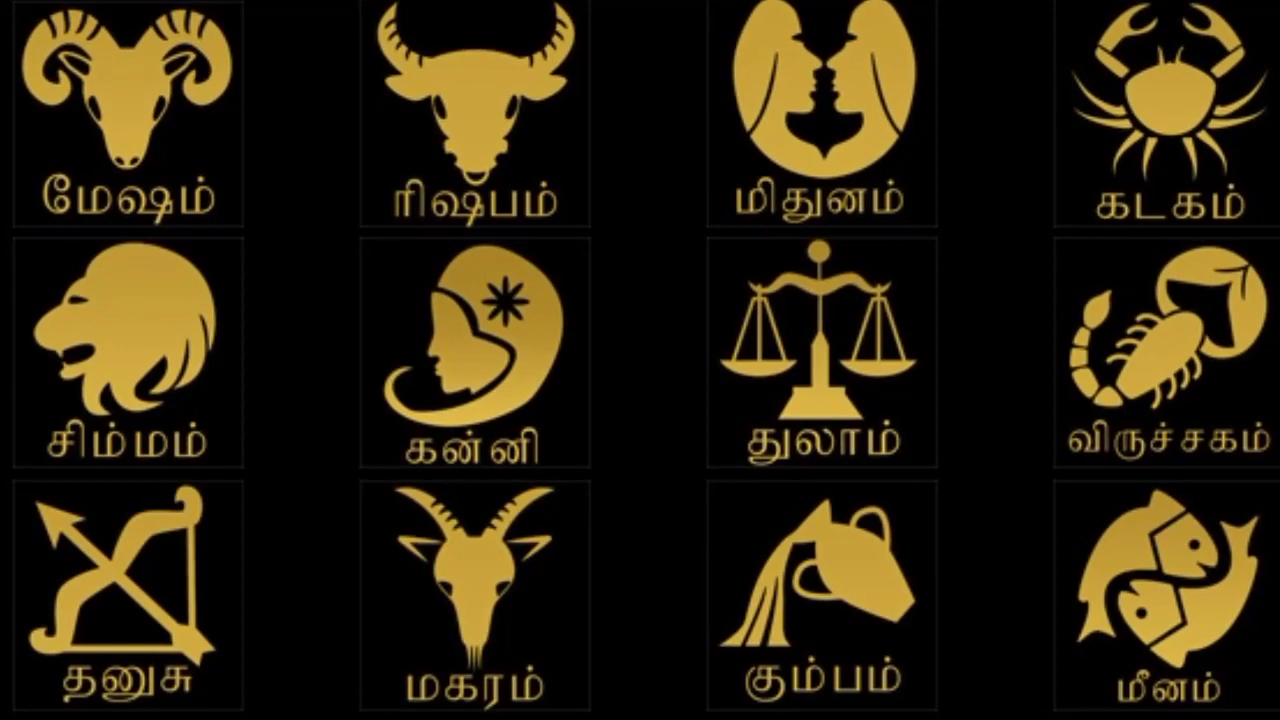 மேஷம்
ரிஷபம்
மிதுனம்
கடகம்
சிம்மம்
கன்னி
துலாம்
விருச்சகம்
தனுசு
மகரம்
கும்பம்
மீனம்